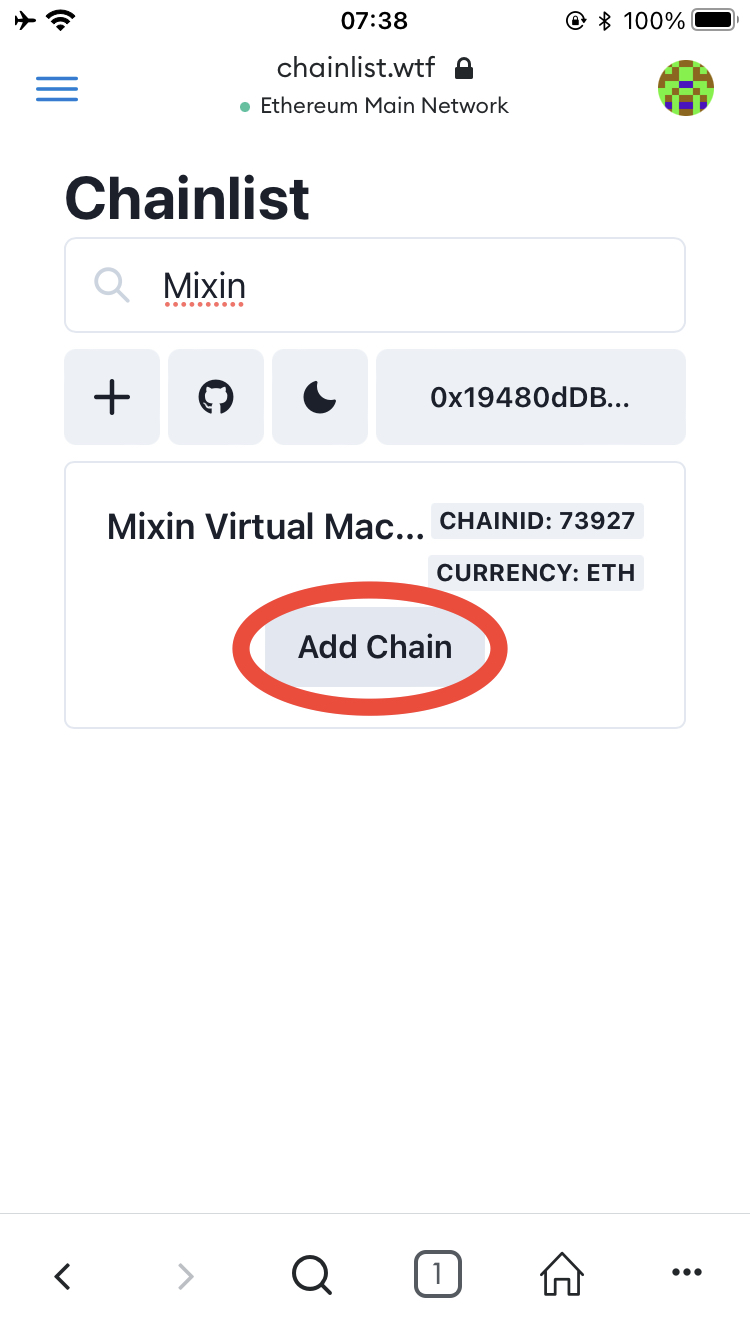 07:38
100%
chainlist.wtf
Ethereum Main Network
Chainlist
Mixin
0x19480dDB...
Mixin Virtual Mac...
CHAINID: 73927
CURRENCY: ETH
Add Chain
1